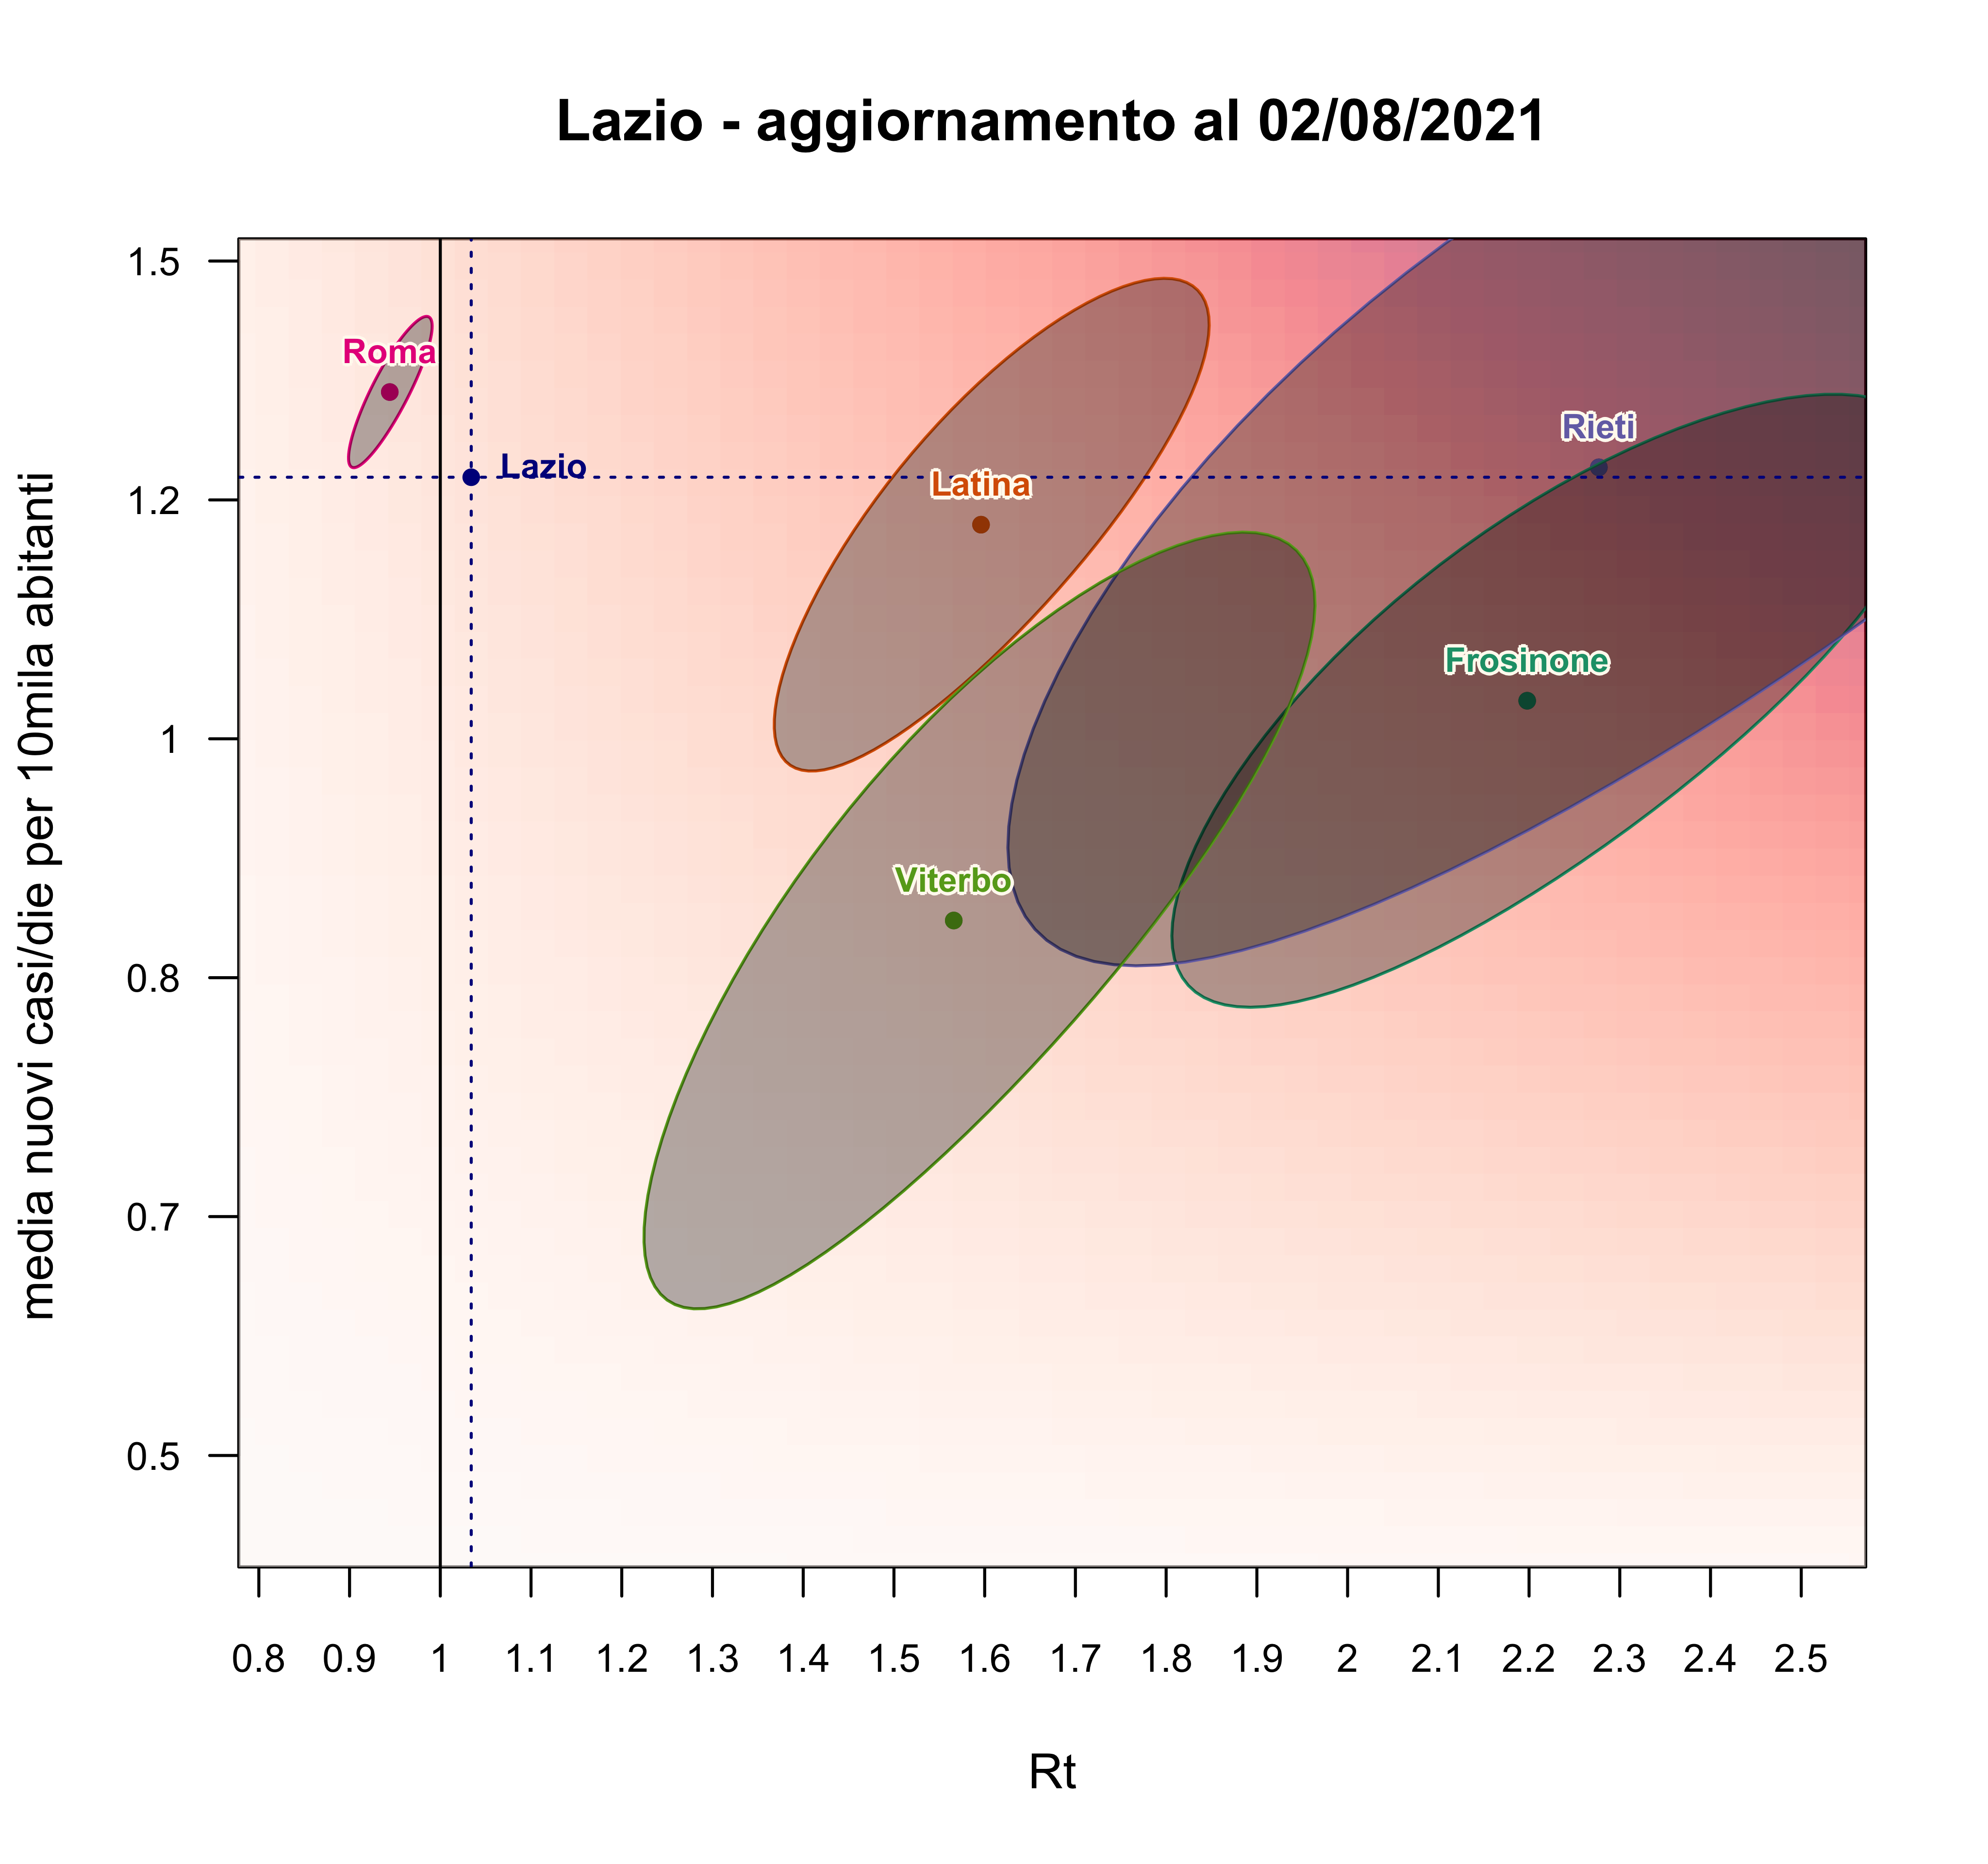 Lazio - aggiornamento al 02/08/2021
media nuovi casi/die per 10mila abitanti
1.5
1.2
1
0.8
0.7
0.5
Roma
Lazio
Latina
Rieti
Frosinone
Viterbo
0.8 0.9 1 1.1 1.2 1.3 1.4 1.5 1.6 1.7 1.8 1.9 2 2.1 2.2 2.3 2.4 2.5
Rt